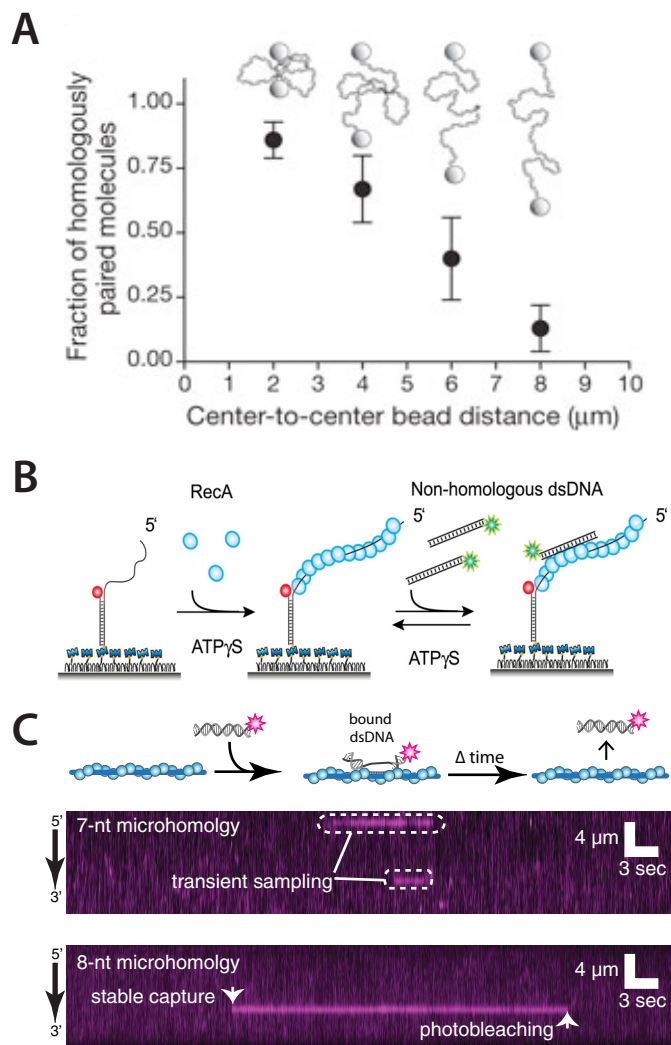 A
Fraction of homologously
paired molecules
1.00
0.75
0.50
0.25
0.00
0 1 2 3 4 5 6 7 8 9 10
Center-to-center bead distance (μm)
B
RecA
Non-homologous dsDNA
5‘
5‘
5‘
ATPγS
ATPγS
C
bound
dsDNA
Δ time
5'
3'
7-nt microhomolgy
transient sampling
4 μm
3 sec
5'
3'
8-nt microhomology
stable capture
photobleaching
4 μm
3 sec